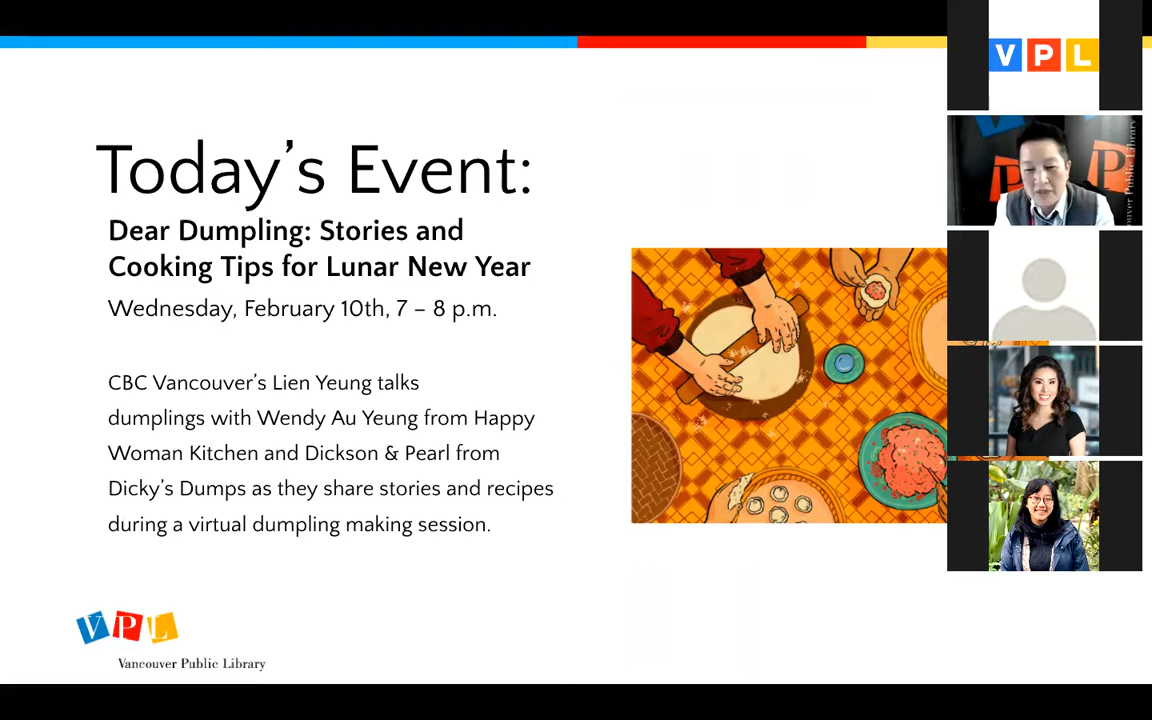 Today’s Event:
Dear Dumpling: Stories and
Cooking Tips for Lunar New Year
Wednesday, February 10th, 7 – 8 p.m.
CBC Vancouver’s Lien Yeung talks
dumplings with Wendy Au Yeung from Happy
Woman Kitchen and Dickson & Pearl from
Dicky’s Dumps as they share stories and recipes
during a virtual dumpling making session.
VPL
Vancouver Public Library
VPL
P
P
Public Library